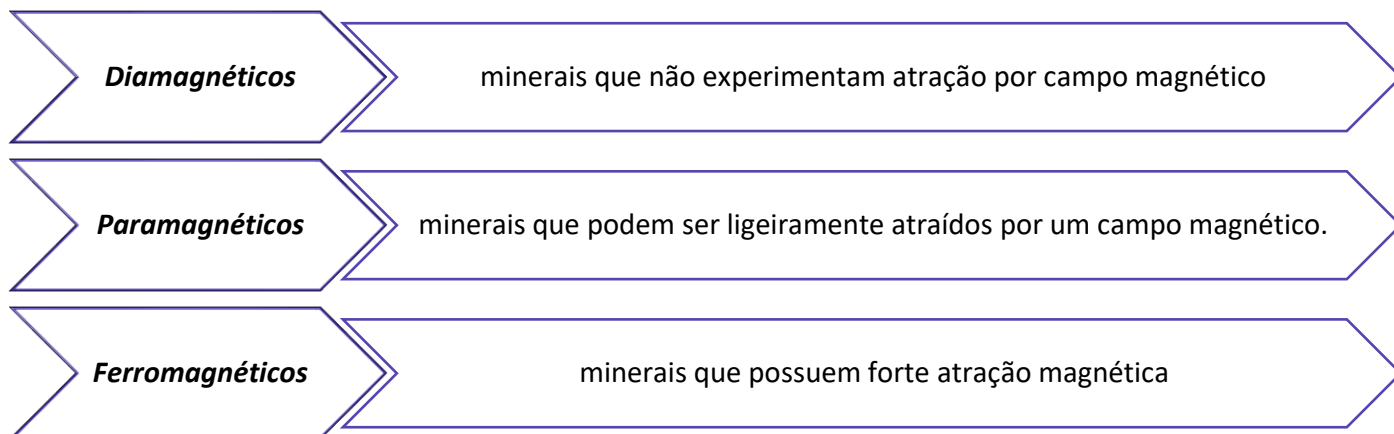 Diamagnéticos
minerais que não experimentam atração por campo magnético
Paramagnéticos
minerais que podem ser ligeiramente atraídos por um campo magnético.
Ferromagnéticos
minerais que possuem forte atração magnética